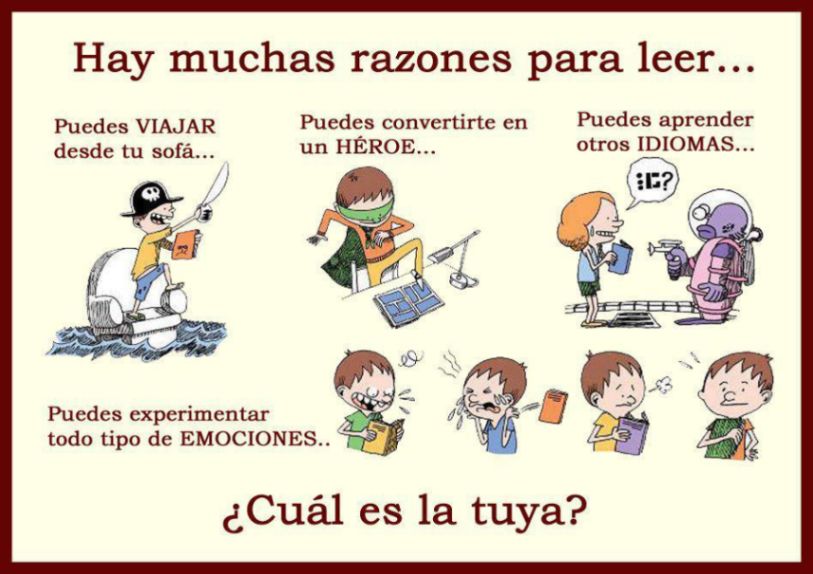 Hay muchas razones para leer...
Puedes VIAJAR
desde tu sofá...
Puedes convertirte en
un HÉROE...
Puedes aprender
otros IDIOMAS...
Puedes experimentar
todo tipo de EMOCIONES..
¿Cuál es la tuya?